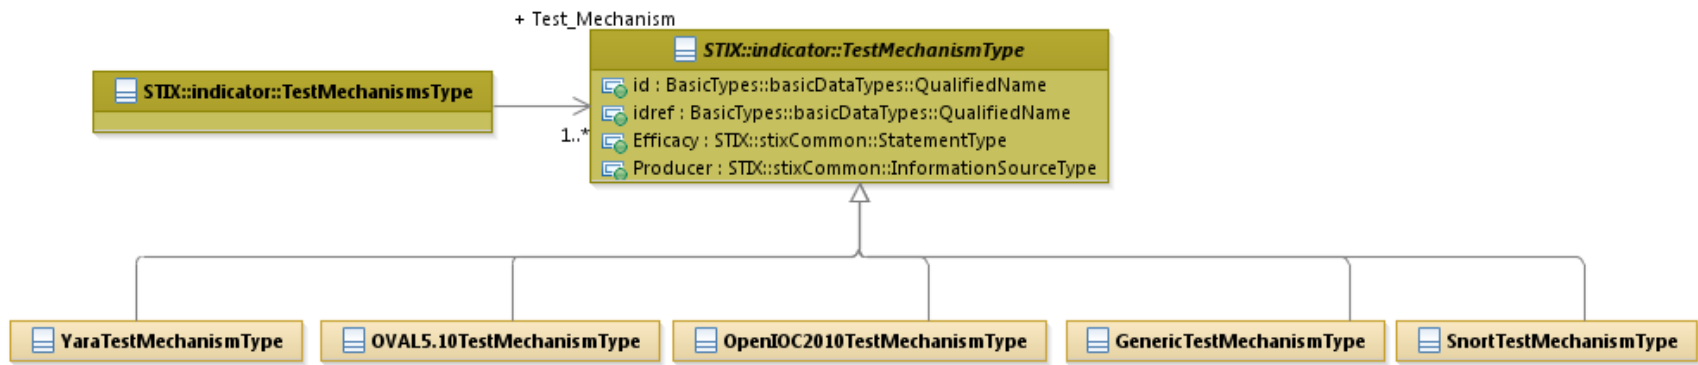 + Test_Mechanism
STIX::indicator::TestMechanismType
STIX::indicator::TestMechanismsType
id : BasicTypes::basicDataTypes::QualifiedName
idref : BasicTypes::basicDataTypes::QualifiedName
1..*
Efficacy : STIX::stixCommon::StatementType
Producer : STIX::stixCommon::InformationSourceType
YaraTestMechanismType
OVAL5.10TestMechanismType
OpenIOC2010TestMechanismType
GenericTestMechanismType
SnortTestMechanismType